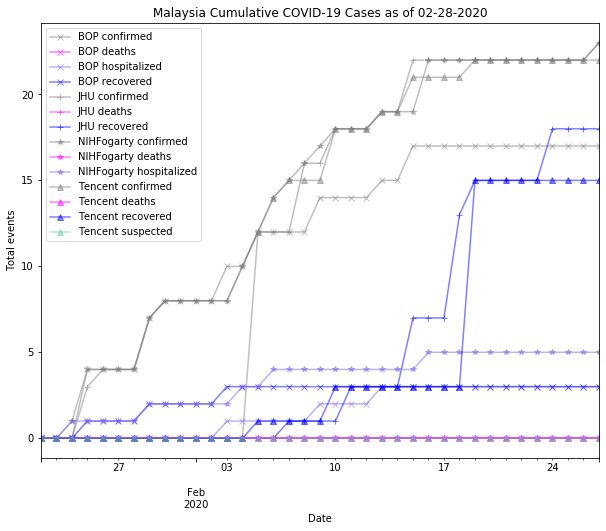 Malaysia Cumulative COVID-19 Cases as of 02-28-2020
BOP confirmed
BOP deaths
BOP hospitalized
BOP recovered
JHU confirmed
JHU deaths
JHU recovered
NIHFogarty confirmed
NIHFogarty deaths
NIHFogarty hospitalized
Tencent confirmed
Tencent deaths
Tencent recovered
Tencent suspected
Total events
20
15
10
5
0
27 03 10 17 24
Feb
2020
Date